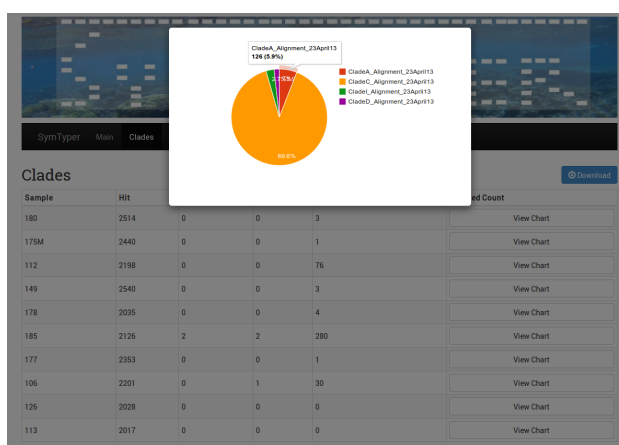 CladeA_Alignment_23April13
126 (5.9%)
CladeA_Alignment_23April13
CladeC_Alignment_23April13
CladeI_Alignment_23April13
CladeD_Alignment_23April13
89.6%
SymTyper Main Clades
Clades
Download
Sample Hit ed Count
180 2514 0 0 3 View Chart
175M 2440 0 0 1 View Chart
112 2198 0 0 76 View Chart
149 2540 0 0 3 View Chart
178 2035 0 0 4 View Chart
185 2126 2 2 280 View Chart
177 2353 0 0 1 View Chart
106 2201 0 1 30 View Chart
126 2028 0 0 0 View Chart
113 2017 0 0 0 View Chart